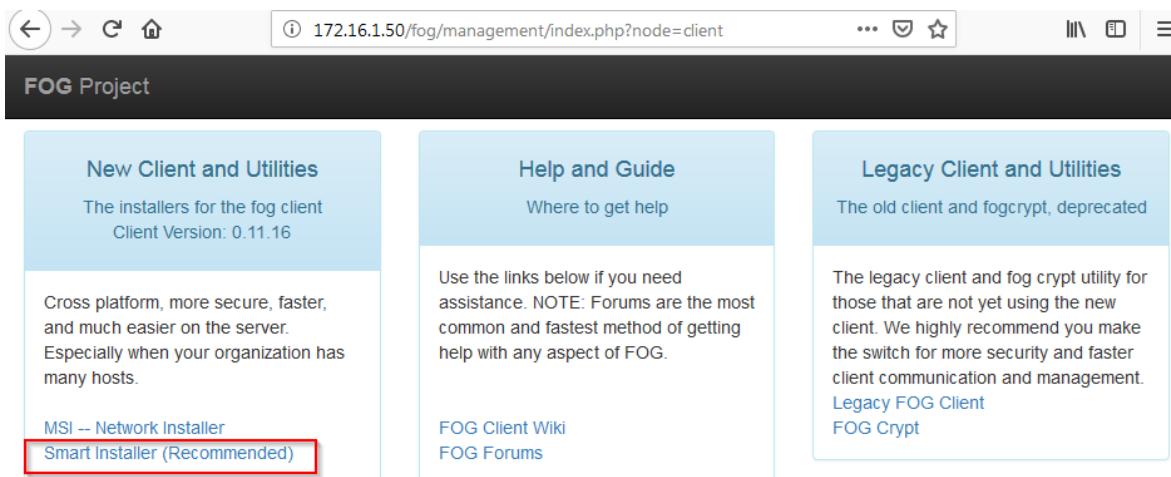 172.16.1.50/fog/management/index.php?node=client
FOG Project
New Client and Utilities
The installers for the fog client
Client Version: 0.11.16
Cross platform, more secure, faster,
and much easier on the server.
Especially when your organization has
many hosts.
MSI -- Network Installer
Smart Installer (Recommended)
Help and Guide
Where to get help
Use the links below if you need
assistance. NOTE: Forums are the most
common and fastest method of getting
help with any aspect of FOG.
FOG Client Wiki
FOG Forums
Legacy Client and Utilities
The old client and fogcrypt, deprecated
The legacy client and fog crypt utility for
those that are not yet using the new
client. We highly recommend you make
the switch for more security and faster
client communication and management.
Legacy FOG Client
FOG Crypt